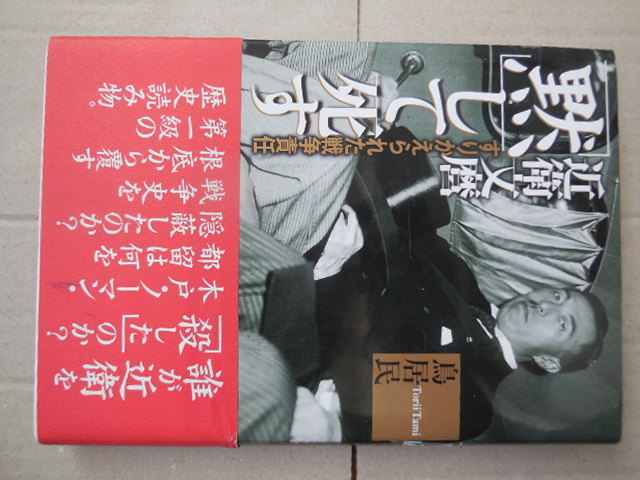 近衛文麿
「黙」して死す
すりかえられた戦争責任
鳥居民
Torii Tami
誰が近衛を
「殺した」のか?
木戸・ノーマン・
都留は何を
隠蔽したのか?
戦争史を
根底から覆す
第一級の
歴史読み物。